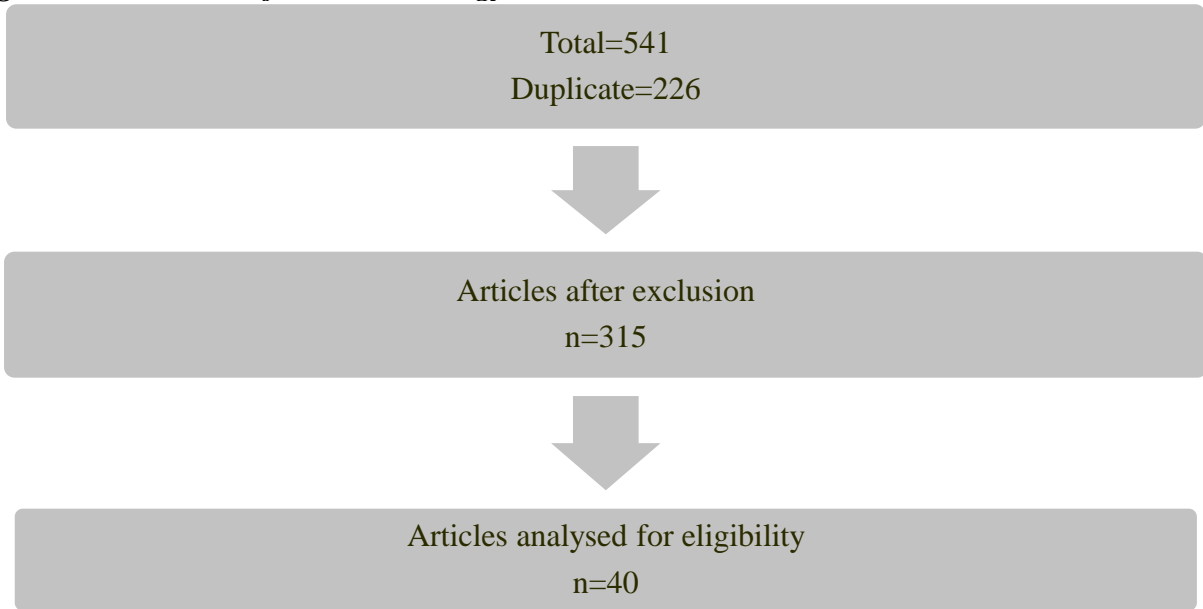 Total=541
Duplicate=226
Articles after exclusion
n=315
Articles analysed for eligibility
n=40